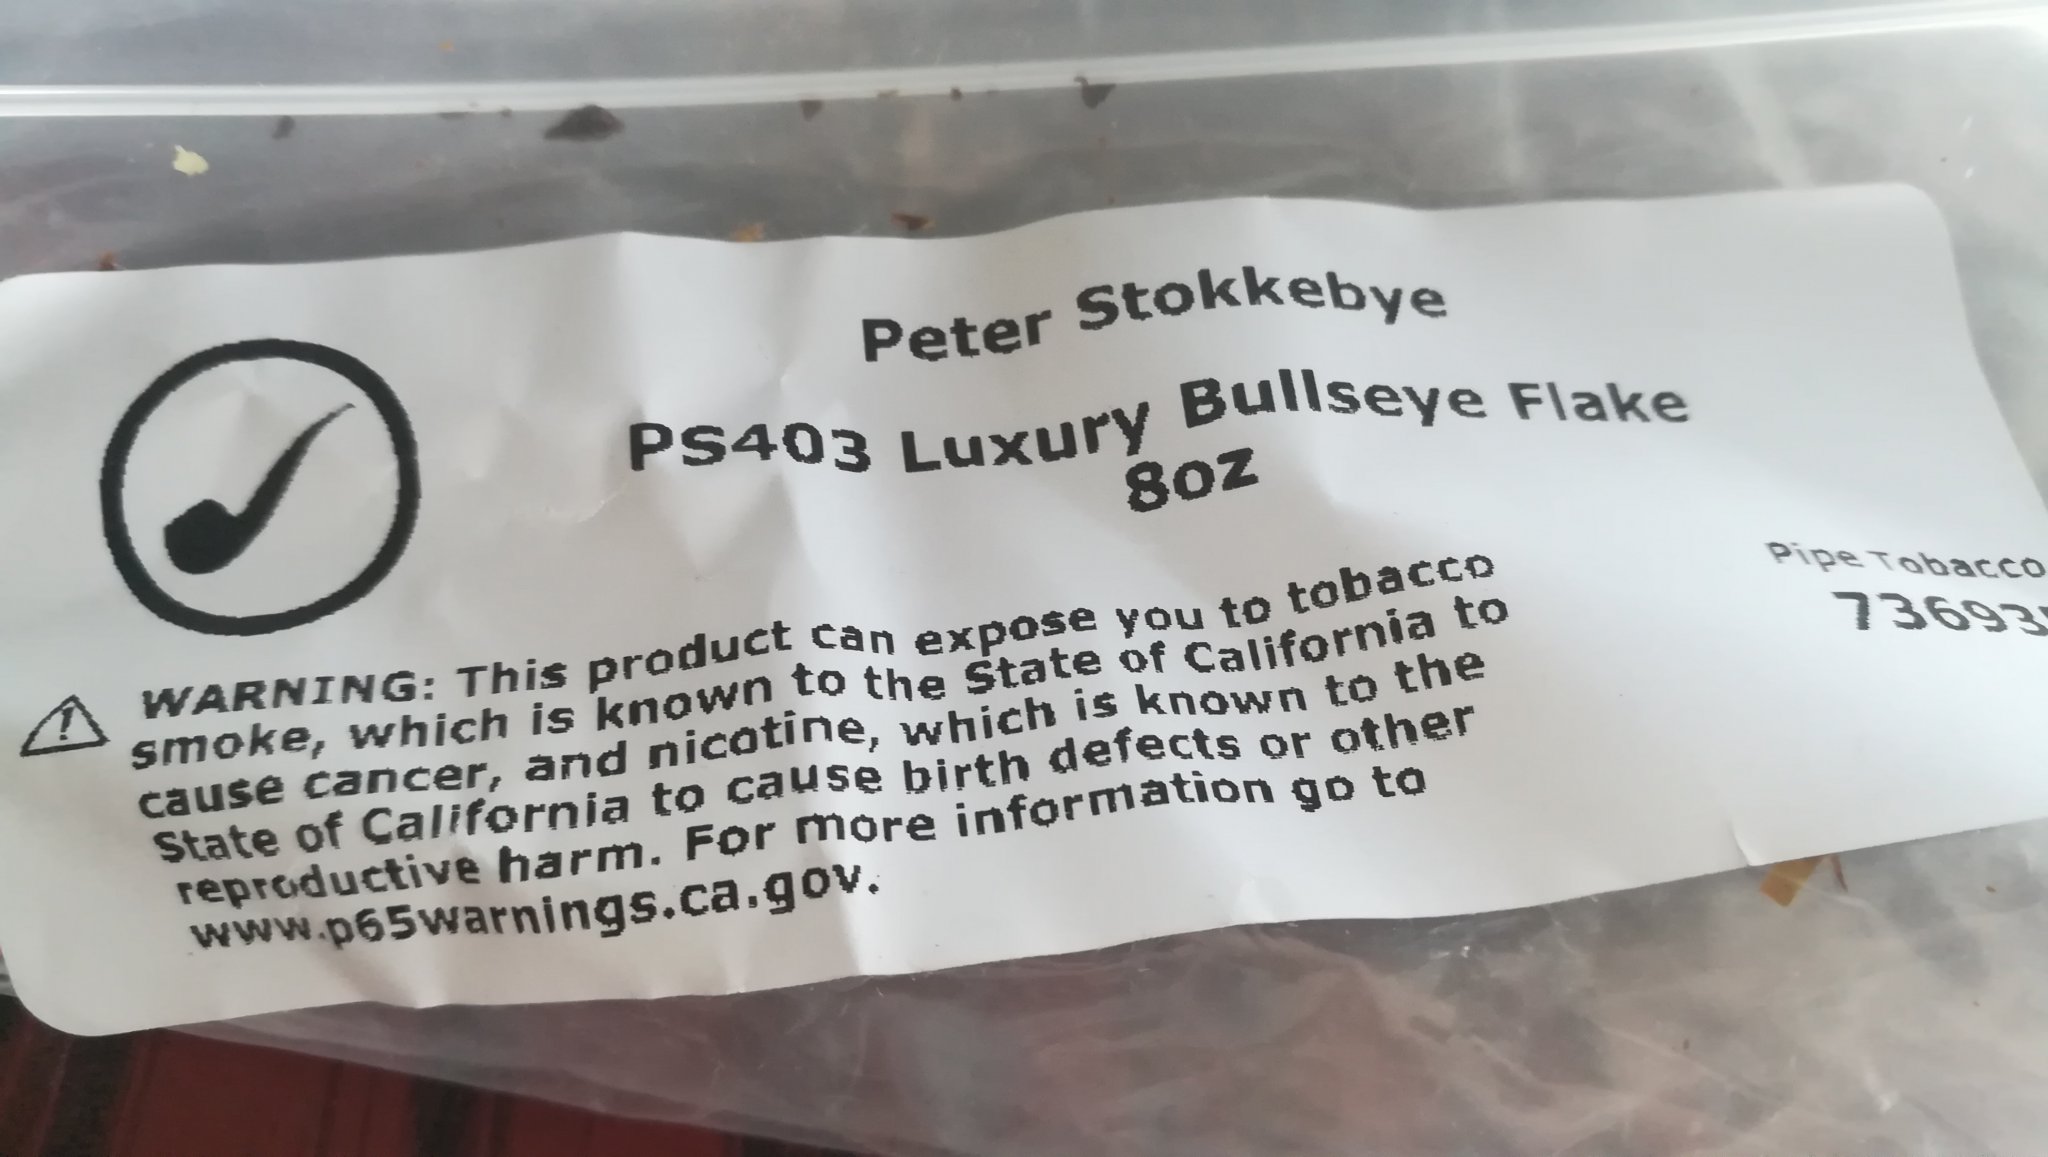 Peter Stokkebye
PS403 Luxury Bullseye Flake
8oz
Pipe Tobacco
WARNING: This product can expose you to tobacco
smoke, which is known to the State of California to
cause cancer, and nicotine, which is known to the
State of California to cause birth defects or other
reproductive harm. For more information go to
www.p65warnings.ca.gov.